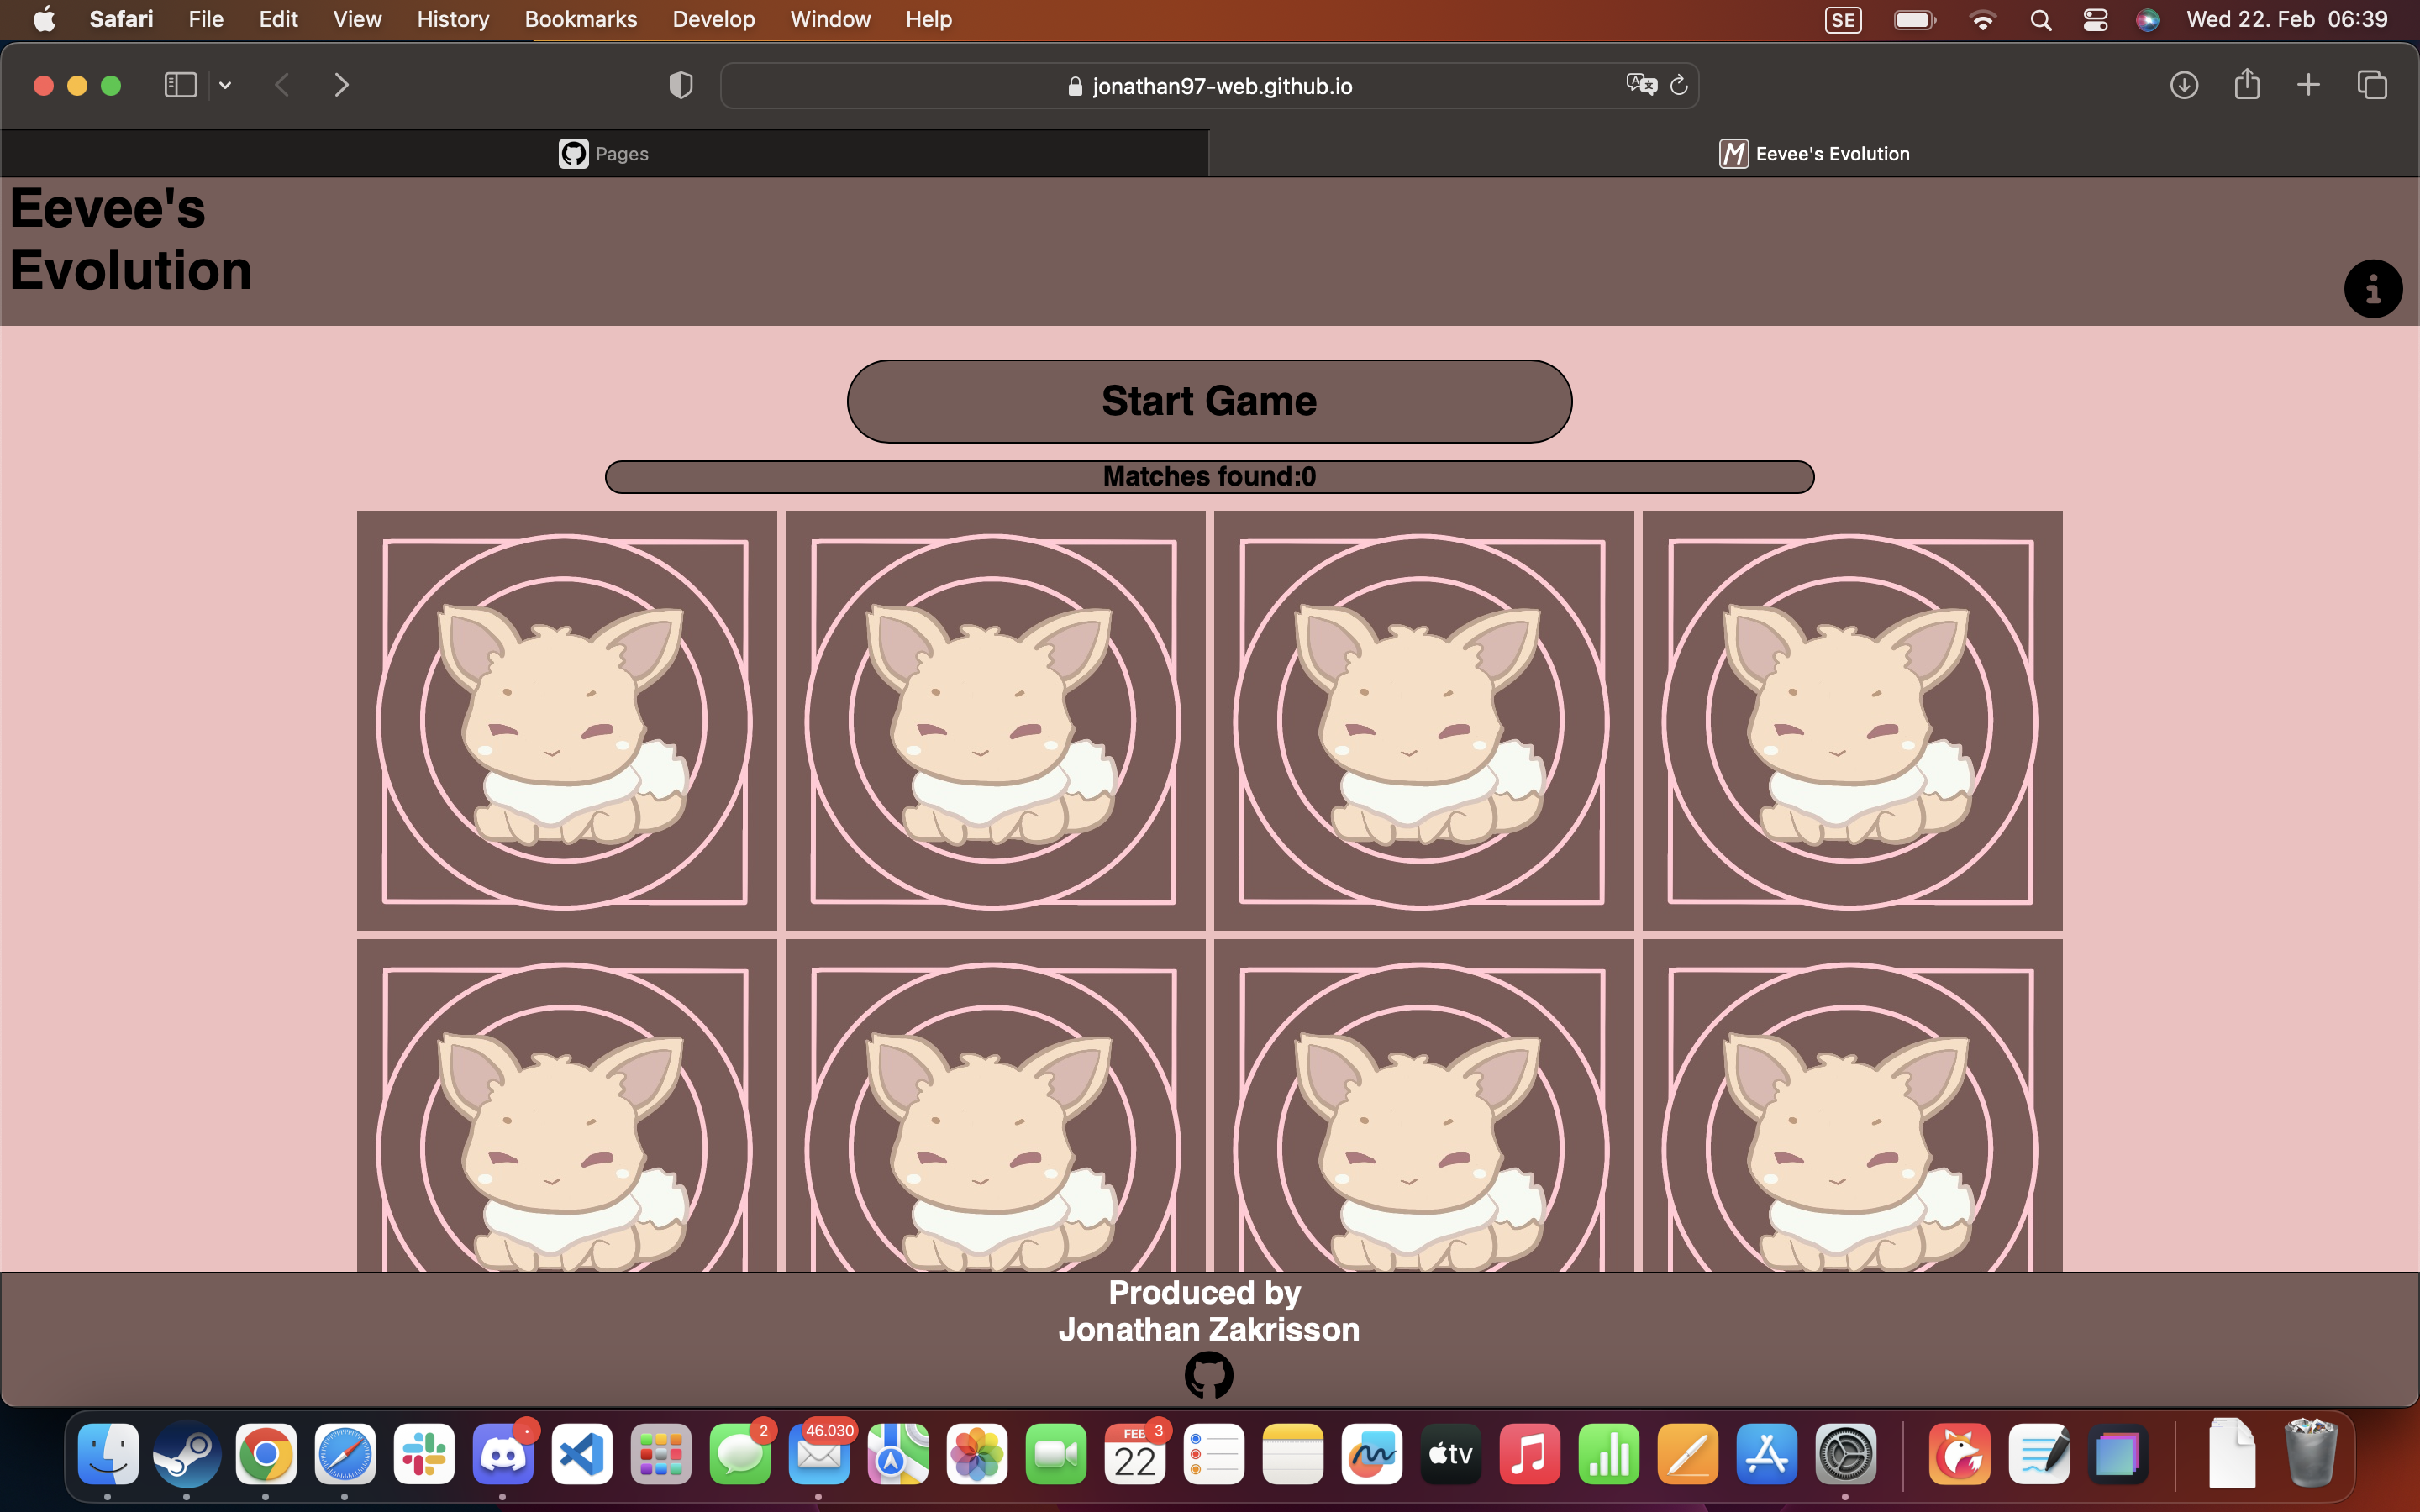 Safari File Edit View History Bookmarks Develop Window Help SE Wed 22. Feb 06:39
jonathan97-web.github.io
Pages
M Eevee's Evolution
Eevee's
Evolution
Start Game
Matches found:0
Produced by
Jonathan Zakrisson
2
46.030
FEB 3
22
tv